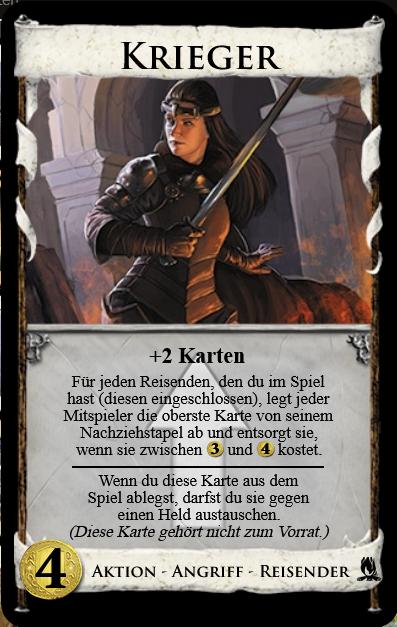 KRIEGER
+2 Karten
Für jeden Reisenden, den du im Spiel
hast (diesen eingeschlossen), legt jeder
Mitspieler die oberste Karte von seinem
Nachziehstapel ab und entsorgt sie,
wenn sie zwischen 3 und 4 kostet.
Wenn du diese Karte aus dem
Spiel ablegst, darfst du sie gegen
einen Held austauschen.
(Diese Karte gehört nicht zum Vorrat.)
4 AKTION - ANGRIFF - REISENDER